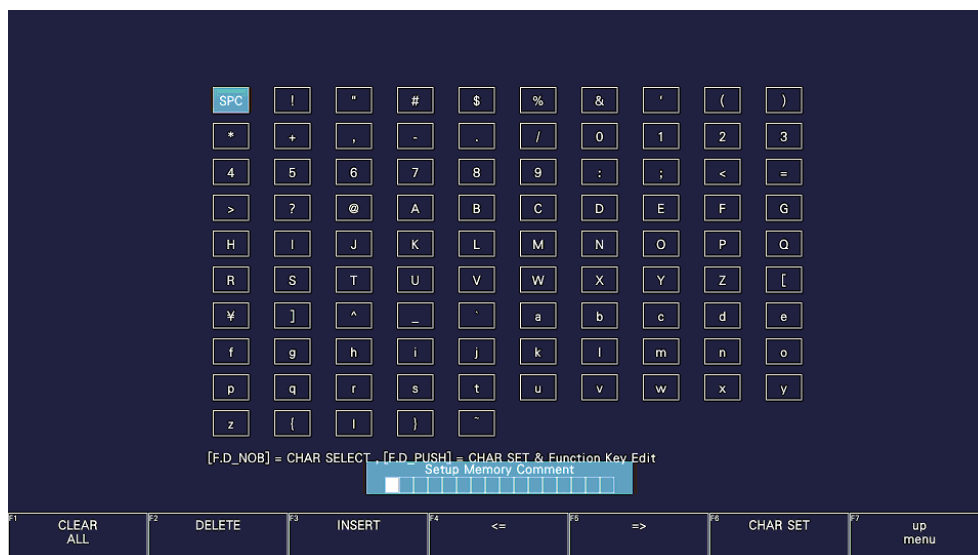 SPC ! " # $ % & ' ( )
* + , - . / 0 1 2 3
4 5 6 7 8 9 : ; < =
> ? @ A B C D E F G
H I J K L M N O P Q
R S T U V W X Y Z [
¥ ] ^ _ ` a b c d e
f g h i j k l m n o
p q r s t u v w x y
z { | } ~
[F.D_NOB] = CHAR SELECT , [F.D_PUSH] = CHAR SET & Function Key Edit
Setup Memory Comment
F1 CLEAR ALL
F2 DELETE
F3 INSERT
F4 <=
F5 =>
F6 CHAR SET
F7 up menu